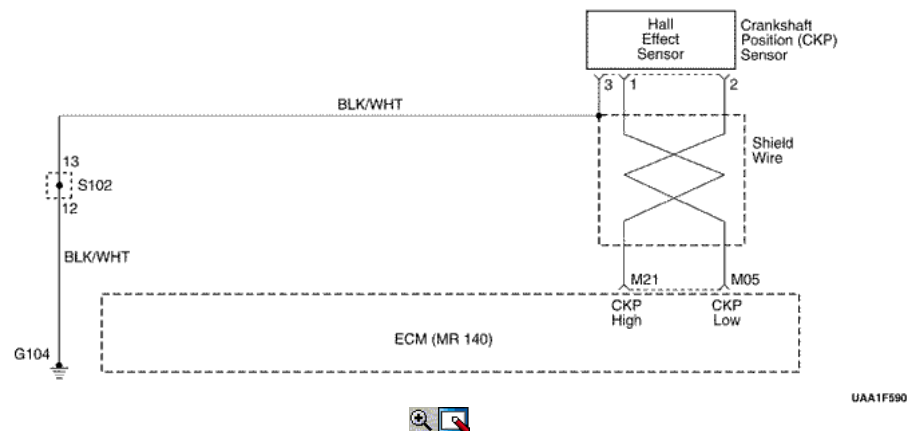 Hall
Effect
Sensor
Crankshaft
Position (CKP)
Sensor
3
1
2
BLK/WHT
Shield
Wire
13
S102
12
BLK/WHT
M21
M05
CKP
High
CKP
Low
ECM (MR 140)
G104
UAA1F590